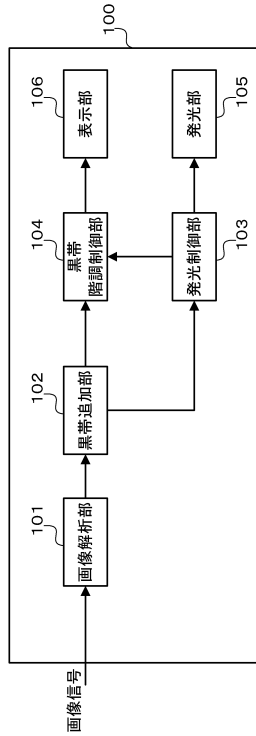 100
画像信号
101
画像解析部
102
黒帯追加部
104
黒帯
階調制御部
106
表示部
103
発光制御部
105
発光部